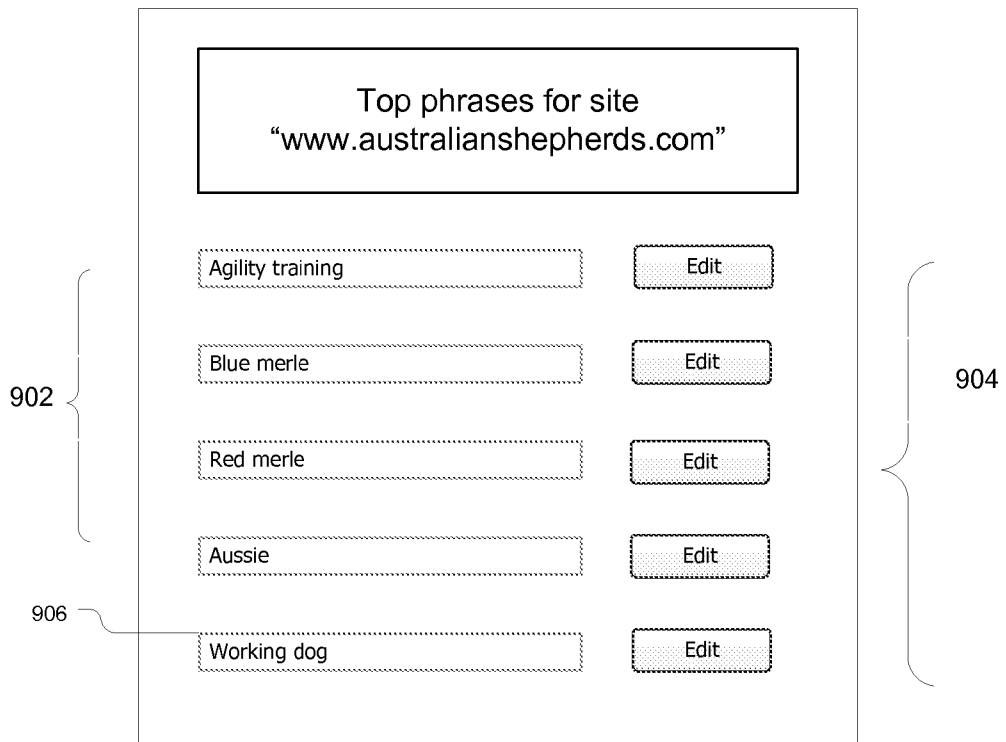 Top phrases for site
“www.australianshepherds.com”
Agility training Edit
Blue merle Edit
902
904
Red merle Edit
Aussie Edit
906
Working dog Edit